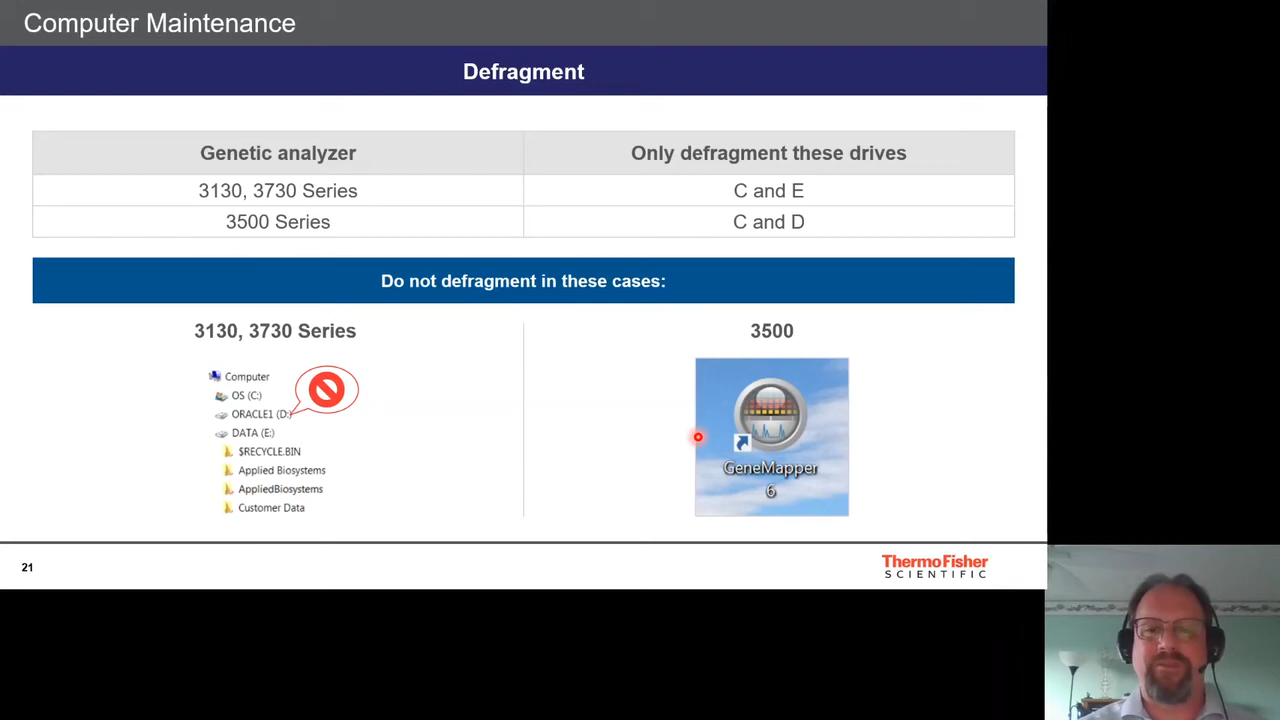 Computer Maintenance
Defragment
Genetic analyzer
Only defragment these drives
3130, 3730 Series
C and E
3500 Series
C and D
Do not defragment in these cases:
3130, 3730 Series
3500
Computer
OS (C:)
ORACLE1 (D:)
DATA (E:)
$RECYCLE.BIN
Applied Biosystems
AppliedBiosystems
Customer Data
GeneMapper
6
21
ThermoFisher
SCIENTIFIC